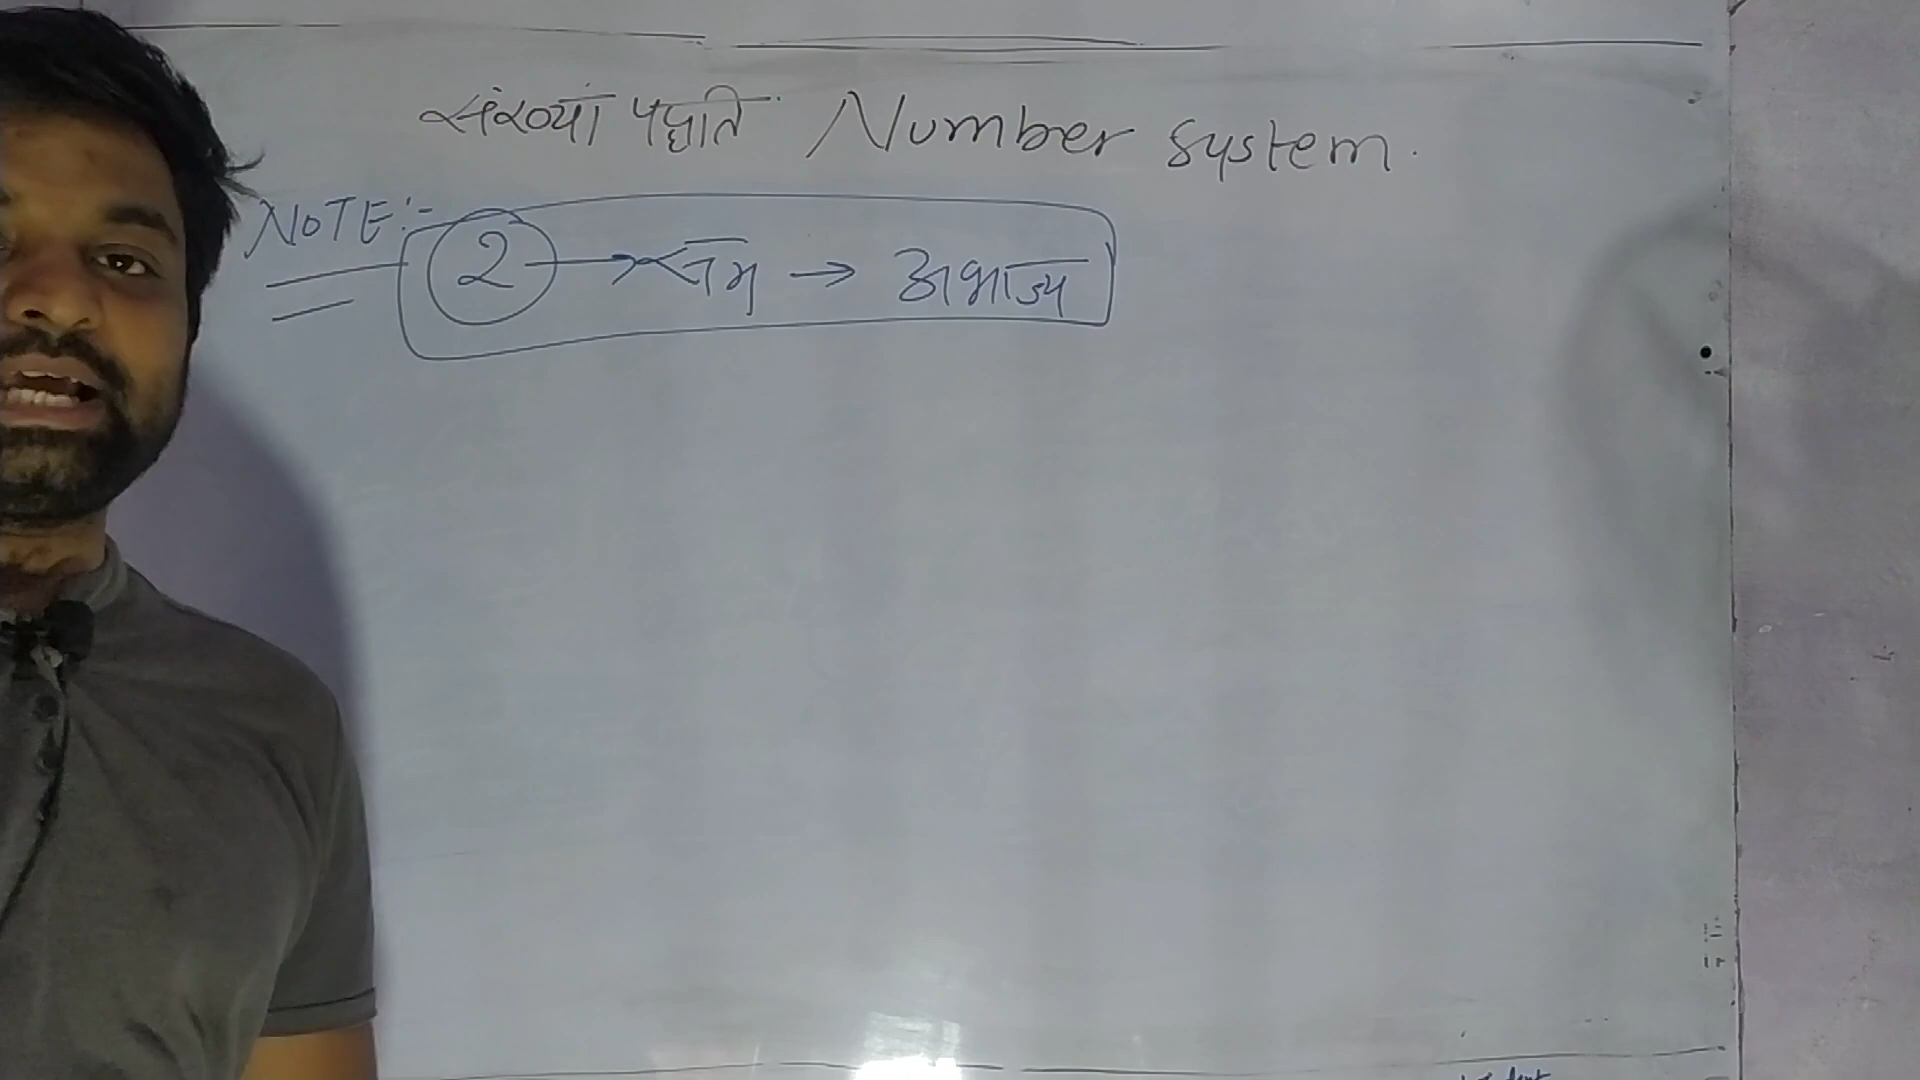 संख्या पद्धति Number System.
NOTE:- 2 → सम → अभाज्य